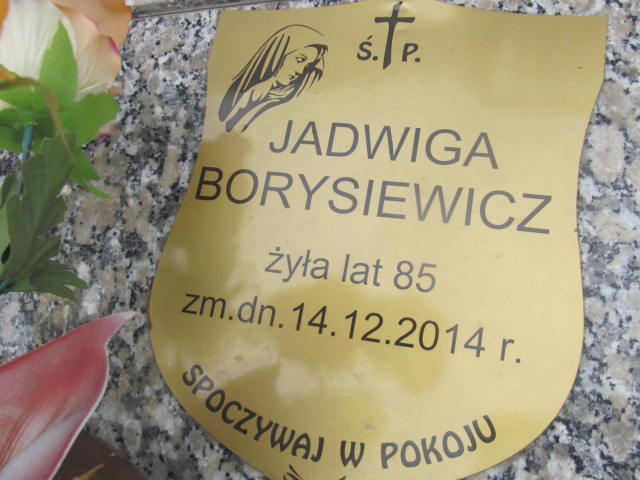 Ś. P.
JADWIGA
BORYSIEWICZ
żyła lat 85
zm.dn.14.12.2014 r.
SPOCZYWAJ W POKOJU